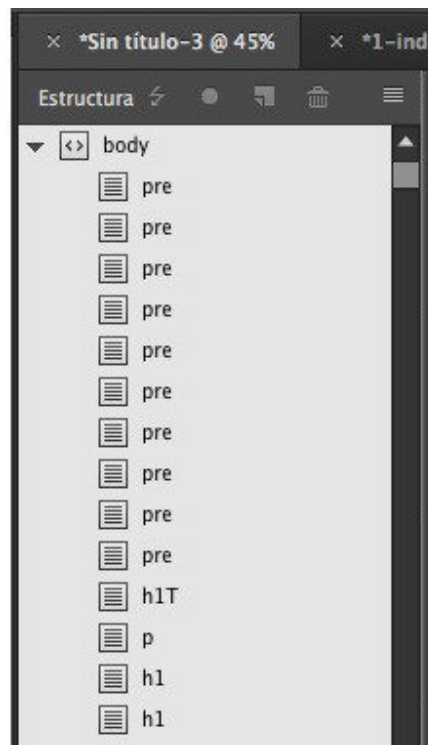 × *Sin título-3 @ 45% × *1-ind
Estructura
body
pre
pre
pre
pre
pre
pre
pre
pre
pre
pre
h1T
p
h1
h1